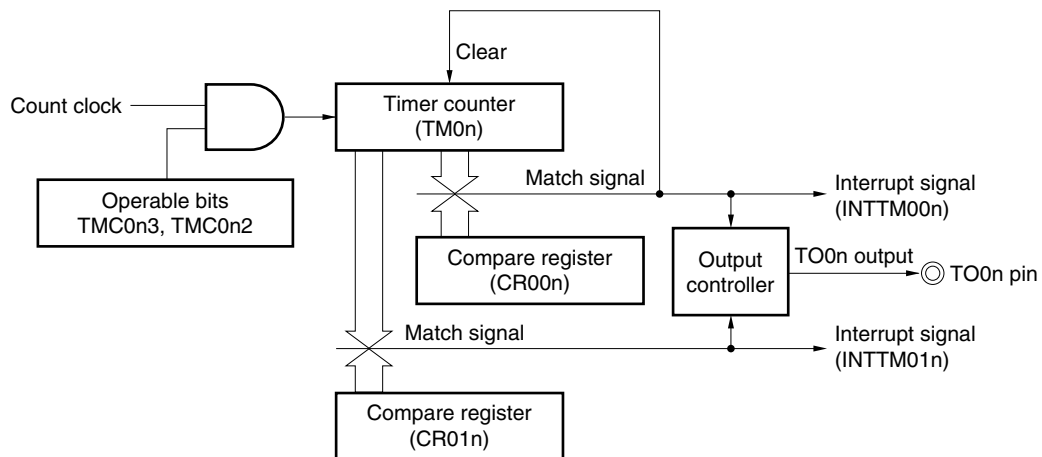 Clear
Count clock
Timer counter
(TM0n)
Operable bits
TMC0n3, TMC0n2
Match signal
Interrupt signal
(INTTM00n)
Compare register
(CR00n)
Output
controller
TO0n output
TO0n pin
Match signal
Interrupt signal
(INTTM01n)
Compare register
(CR01n)